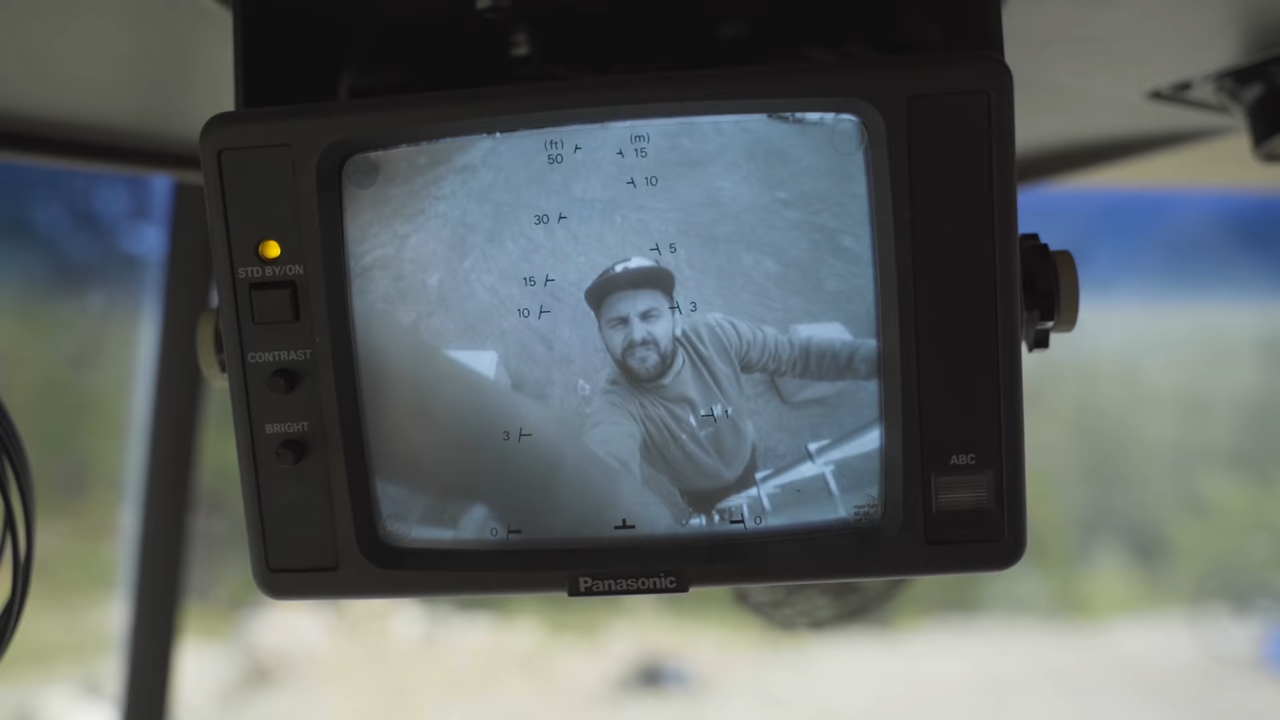 (ft) (m)
50 15
10
30
5
15
10 3
1
3
0 0
STD BY/ON
CONTRAST
BRIGHT
ABC
Panasonic